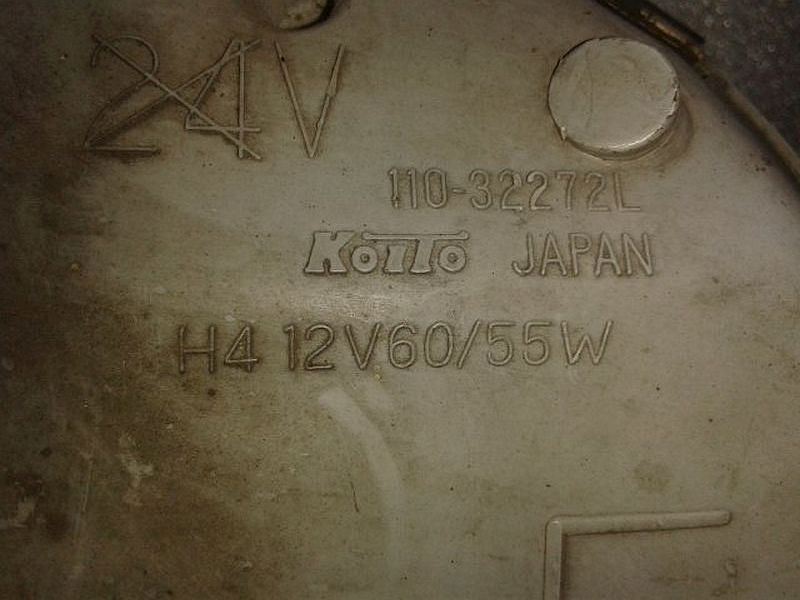 24V
110-32272L
KOITO JAPAN
H4 12V60/55W